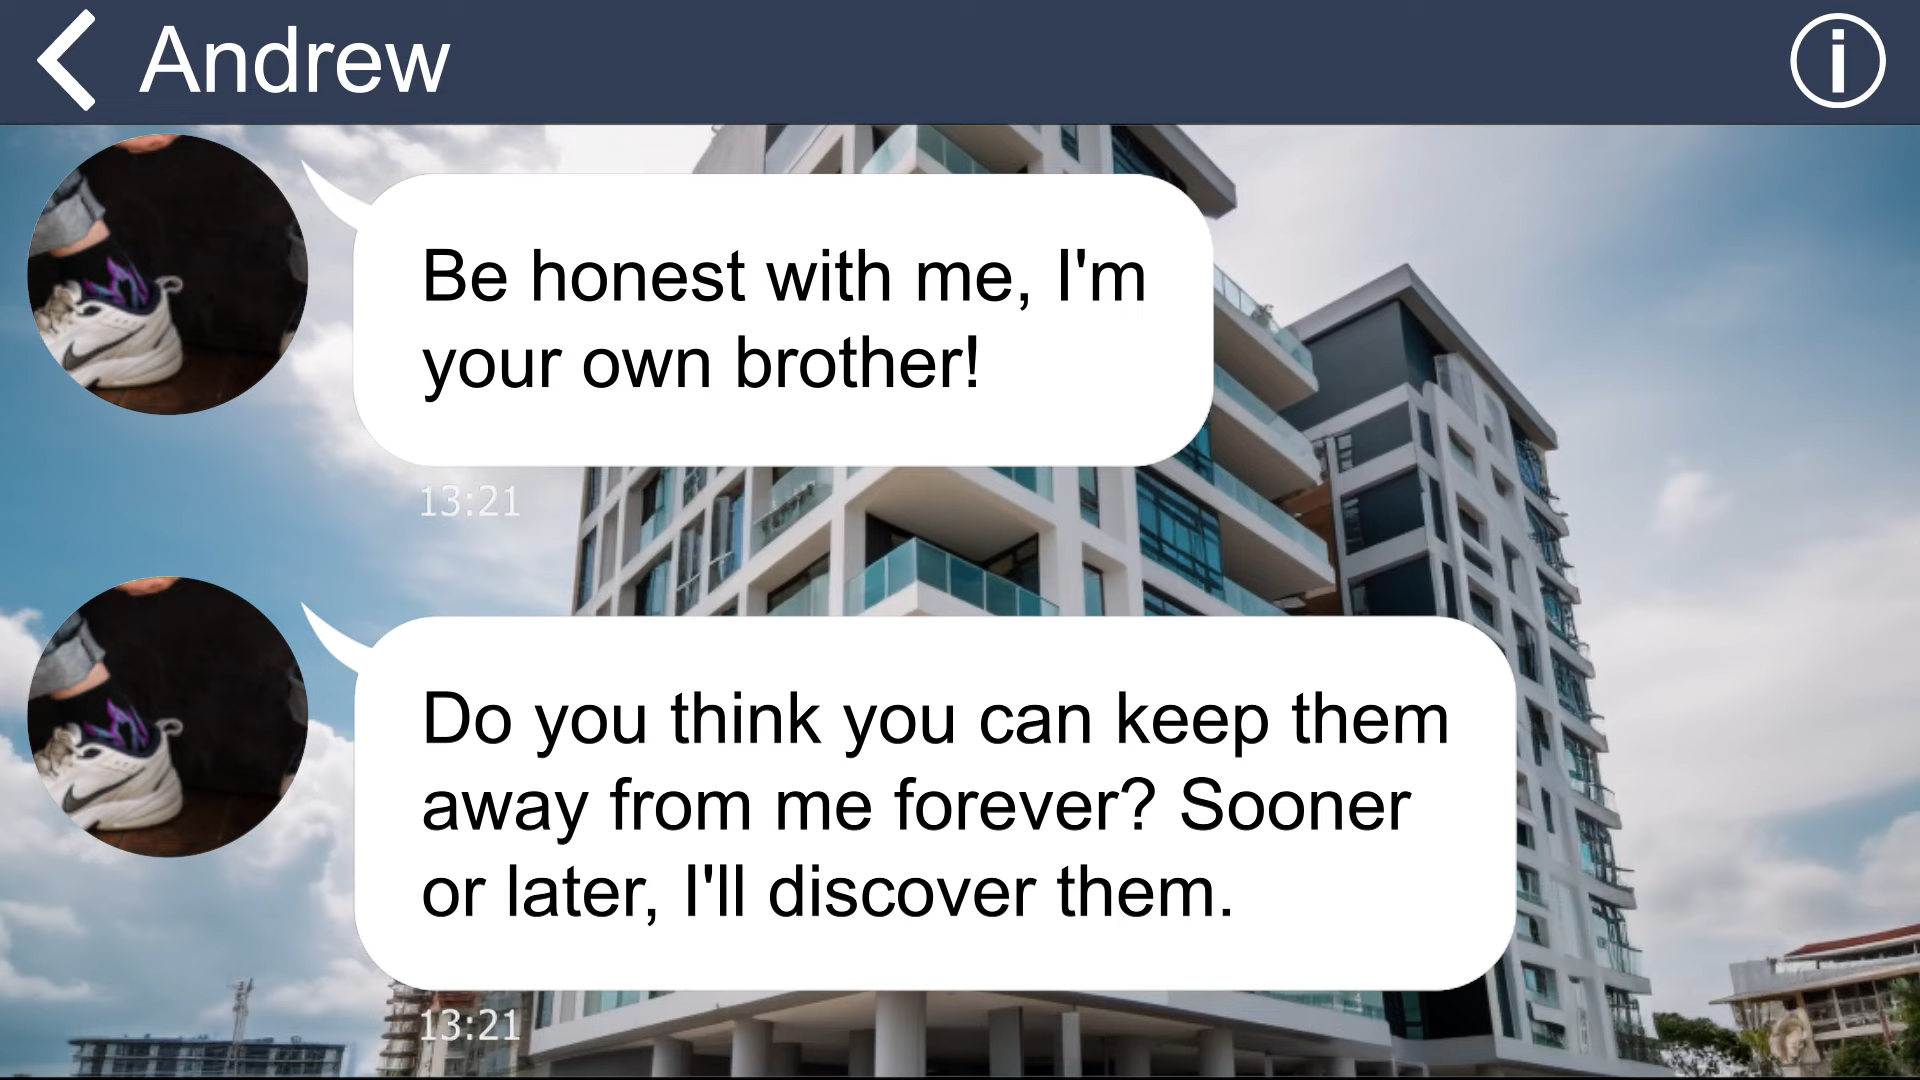 Andrew
Be honest with me, I'm
your own brother!
13:21
Do you think you can keep them
away from me forever? Sooner
or later, I'll discover them.
13:21